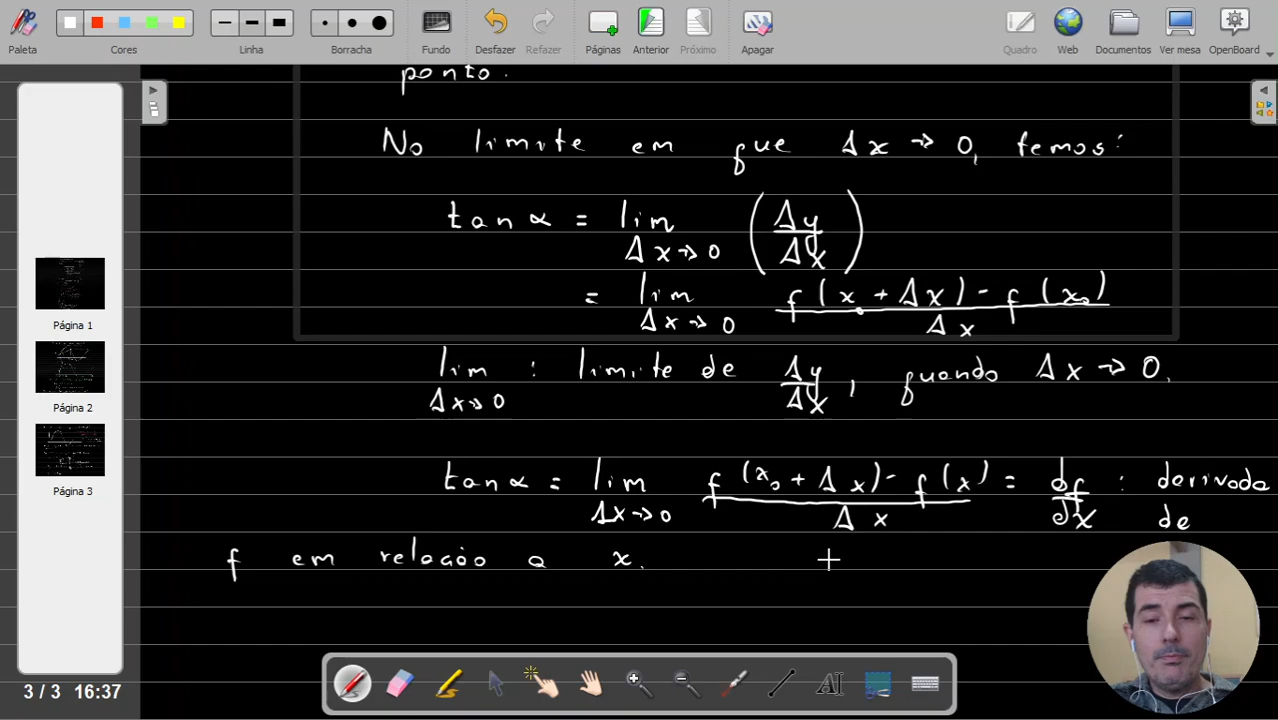 Paleta Cores Linha Borracha Fundo Desfazer Refazer Páginas Anterior Próximo Apagar Quadro Web Documentos Ver mesa OpenBoard
ponto.
No limite em que Δx → 0, temos:
tan α = lim Δx→0 (Δy/Δx)
= lim Δx→0 f(x₀ + Δx) - f(x₀) / Δx
lim Δx→0 : limite de Δy/Δx, quando Δx → 0.
tan α = lim Δx→0 f(x₀ + Δx) - f(x) / Δx = df/dx : derivada
de
f em relação a x.
Página 1
Página 2
Página 3
3 / 3 16:37